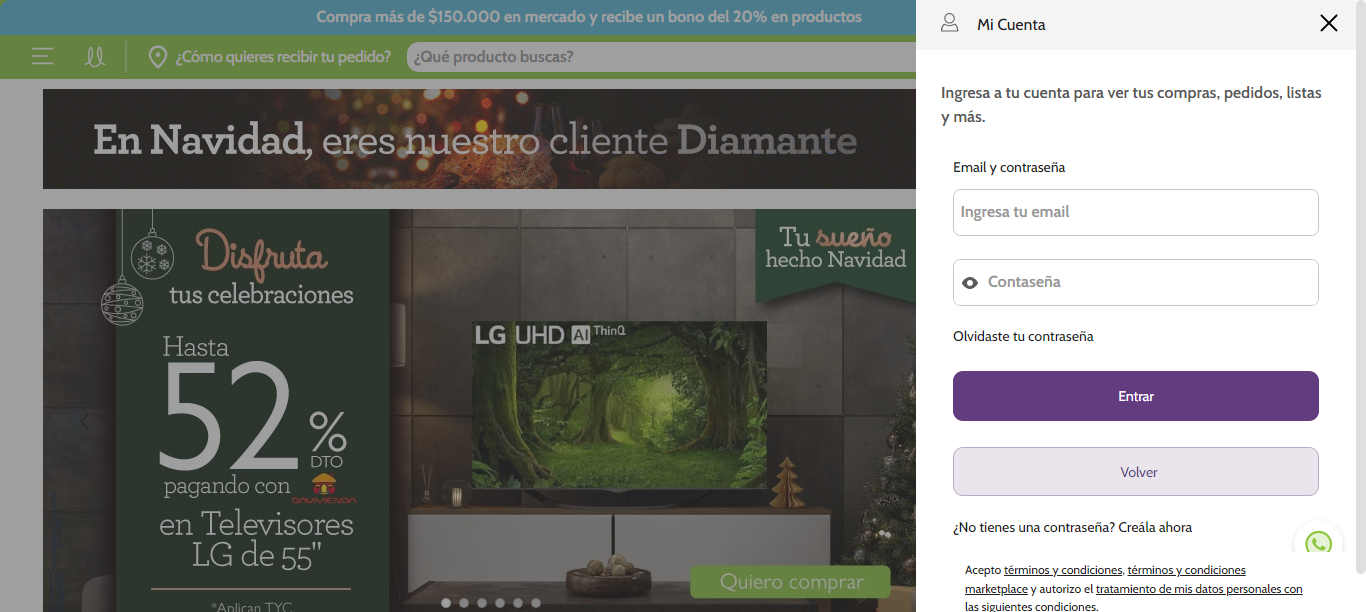 Compra más de $150.000 en mercado y recibe un bono del 20% en productos
¿Cómo quieres recibir tu pedido?
¿Qué producto buscas?
En Navidad, eres nuestro cliente Diamante
Disfruta
tus celebraciones
Hasta
52%
DTO
pagando con
DAVIVIENDA
en Televisores
LG de 55"
*Aplican TYC
Tu sueño
hecho Navidad
LG UHD AI ThinQ
Quiero comprar
Mi Cuenta
Ingresa a tu cuenta para ver tus compras, pedidos, listas
y más.
Email y contraseña
Ingresa tu email
Contaseña
Olvidaste tu contraseña
Entrar
Volver
¿No tienes una contraseña? Creála ahora
Acepto términos y condiciones, términos y condiciones
marketplace y autorizo el tratamiento de mis datos personales con
las siguientes condiciones.